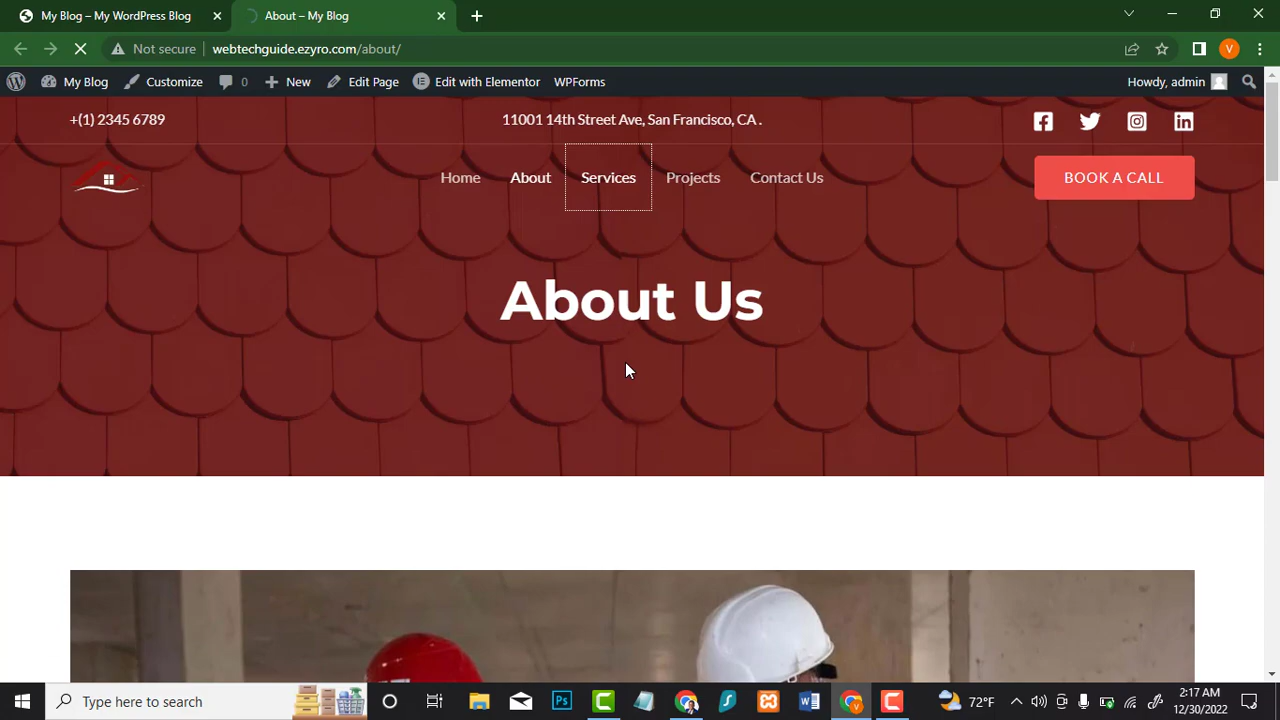 My Blog – My WordPress Blog
About – My Blog
Not secure
webtechguide.ezyro.com/about/
V
My Blog
Customize
0
New
Edit Page
Edit with Elementor
WPForms
Howdy, admin
+(1) 2345 6789
11001 14th Street Ave, San Francisco, CA .
Home
About
Services
Projects
Contact Us
BOOK A CALL
About Us
Type here to search
72°F
2:17 AM
12/30/2022